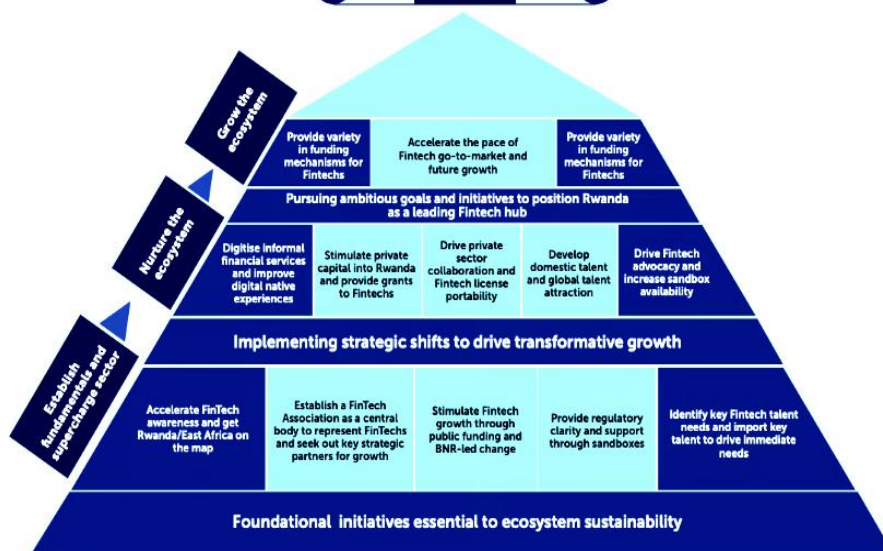 Grow the
ecosystem
Provide variety
in funding
mechanisms for
Fintechs
Accelerate the pace of
Fintech go-to-market and
future growth
Provide variety
in funding
mechanisms for
Fintechs
Pursuing ambitious goals and initiatives to position Rwanda
as a leading Fintech hub
Nurture the
ecosystem
Digitise informal
financial services
and improve
digital native
experiences
Stimulate private
capital into Rwanda
and provide grants
to Fintechs
Drive private
sector
collaboration and
Fintech license
portability
Develop
domestic talent
and global talent
attraction
Drive Fintech
advocacy and
increase sandbox
availability
Implementing strategic shifts to drive transformative growth
Establish
fundamentals and
supercharge sector
Accelerate FinTech
awareness and get
Rwanda/East Africa on
the map
Establish a FinTech
Association as a central
body to represent FinTechs
and seek out key strategic
partners for growth
Stimulate Fintech
growth through
public funding and
BNR-led change
Provide regulatory
clarity and support
through sandboxes
Identify key Fintech talent
needs and import key
talent to drive immediate
needs
Foundational initiatives essential to ecosystem sustainability